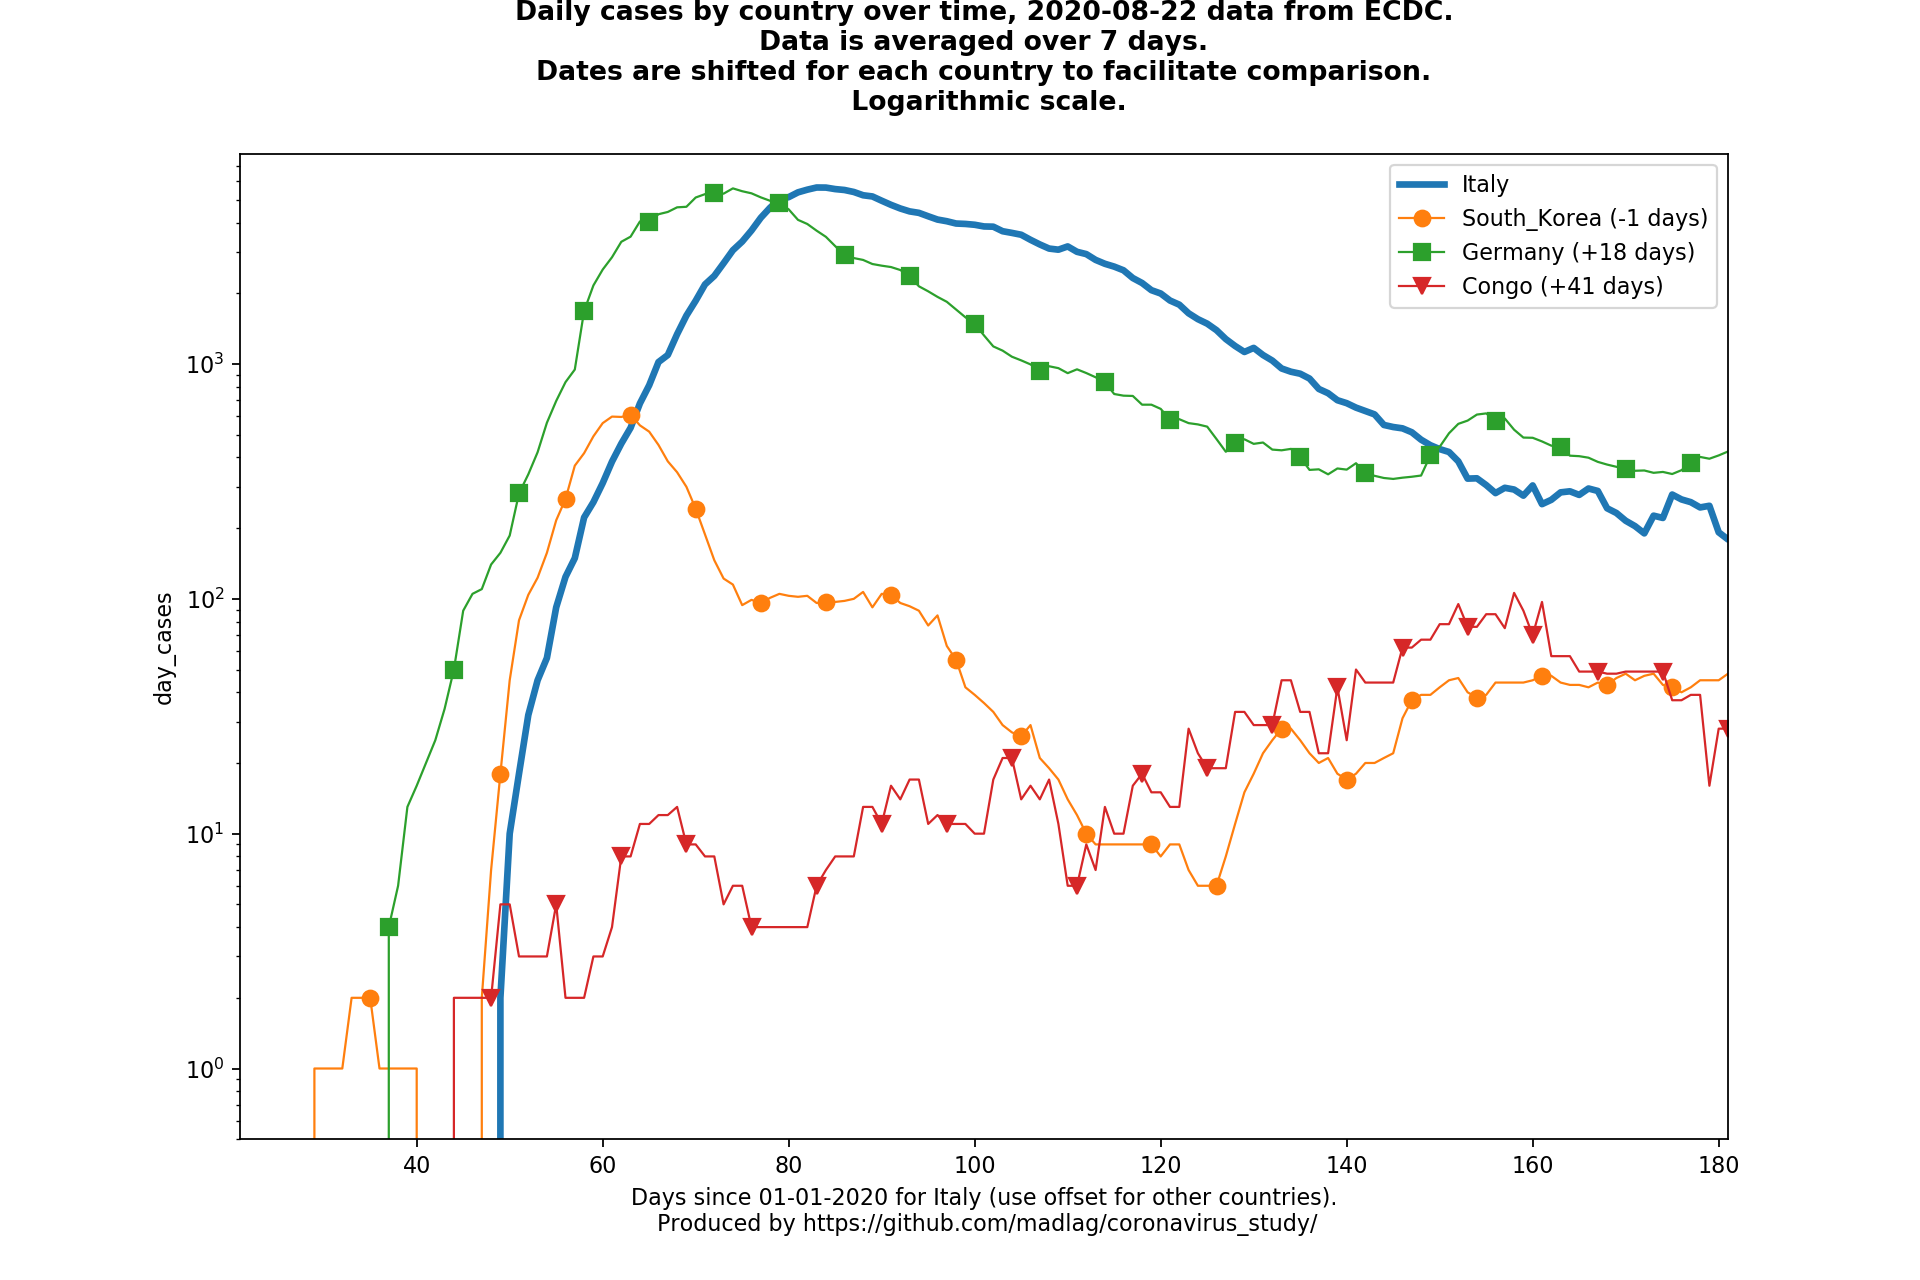 Daily cases by country over time, 2020-08-22 data from ECDC.
Data is averaged over 7 days.
Dates are shifted for each country to facilitate comparison.
Logarithmic scale.
Italy
South_Korea (-1 days)
Germany (+18 days)
Congo (+41 days)
day_cases
10³
10²
10¹
10⁰
40 60 80 100 120 140 160 180
Days since 01-01-2020 for Italy (use offset for other countries).
Produced by https://github.com/madlag/coronavirus_study/